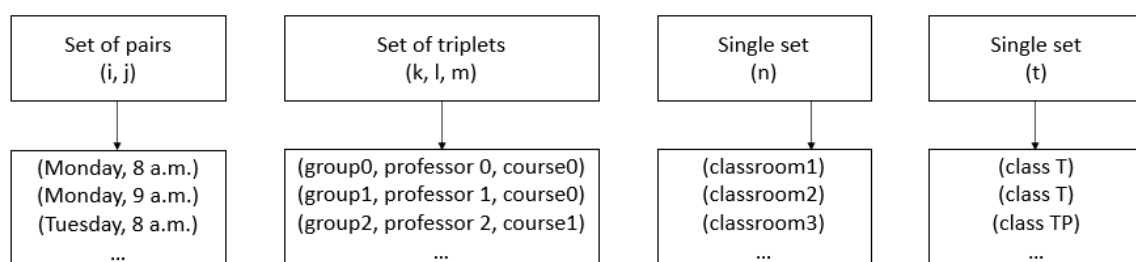 Set of pairs
(i, j)
Set of triplets
(k, l, m)
Single set
(n)
Single set
(t)
(Monday, 8 a.m.)
(Monday, 9 a.m.)
(Tuesday, 8 a.m.)
...
(group0, professor 0, course0)
(group1, professor 1, course0)
(group2, professor 2, course1)
...
(classroom1)
(classroom2)
(classroom3)
...
(class T)
(class T)
(class TP)
...